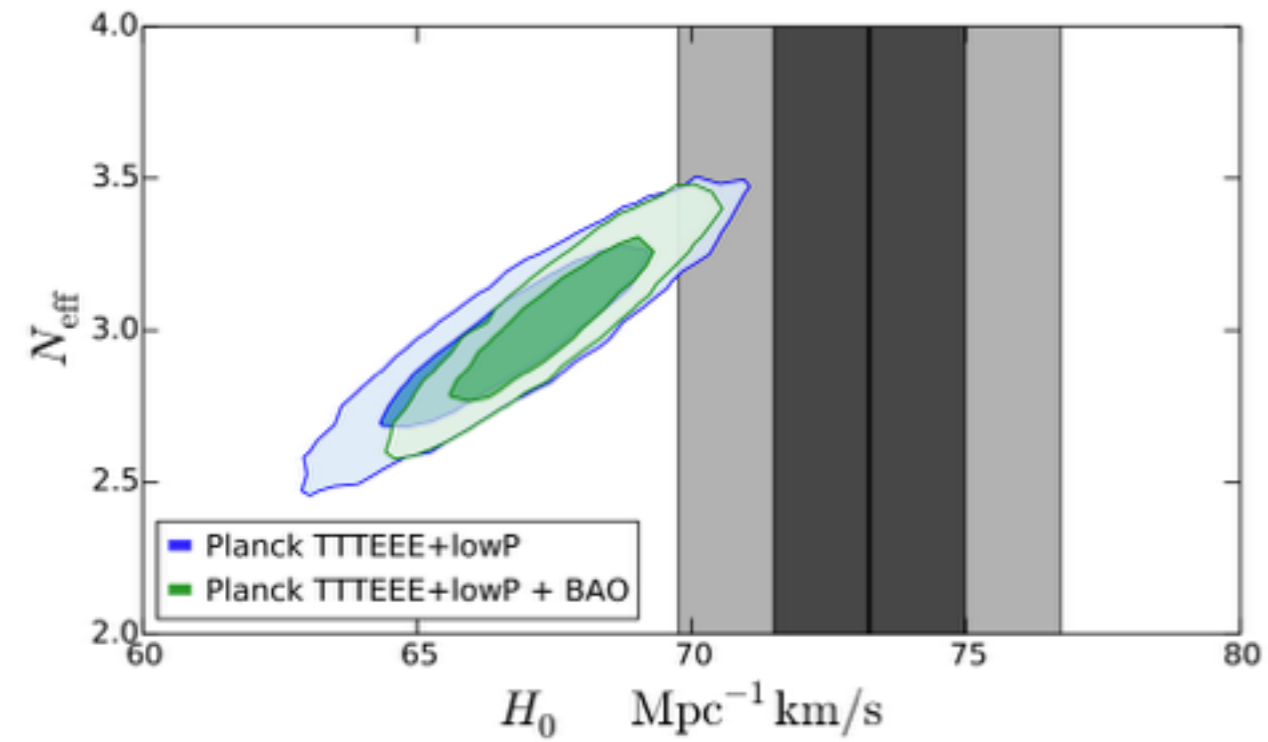 4.0
3.5
3.0
2.5
2.0
N_eff
Planck TTTEEE+lowP
Planck TTTEEE+lowP + BAO
60 65 70 75 80
H_0 Mpc^{-1} km/s